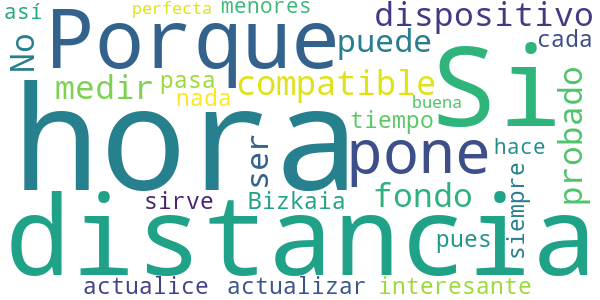 así perfecta menores dispositivo
No Porque puede Si cada
medir pasa compatible probado
nada buena
hora tiempo
ser pone hace
sirve Bizkaia fondo siempre
distancia pues
actualice actualizar interesante